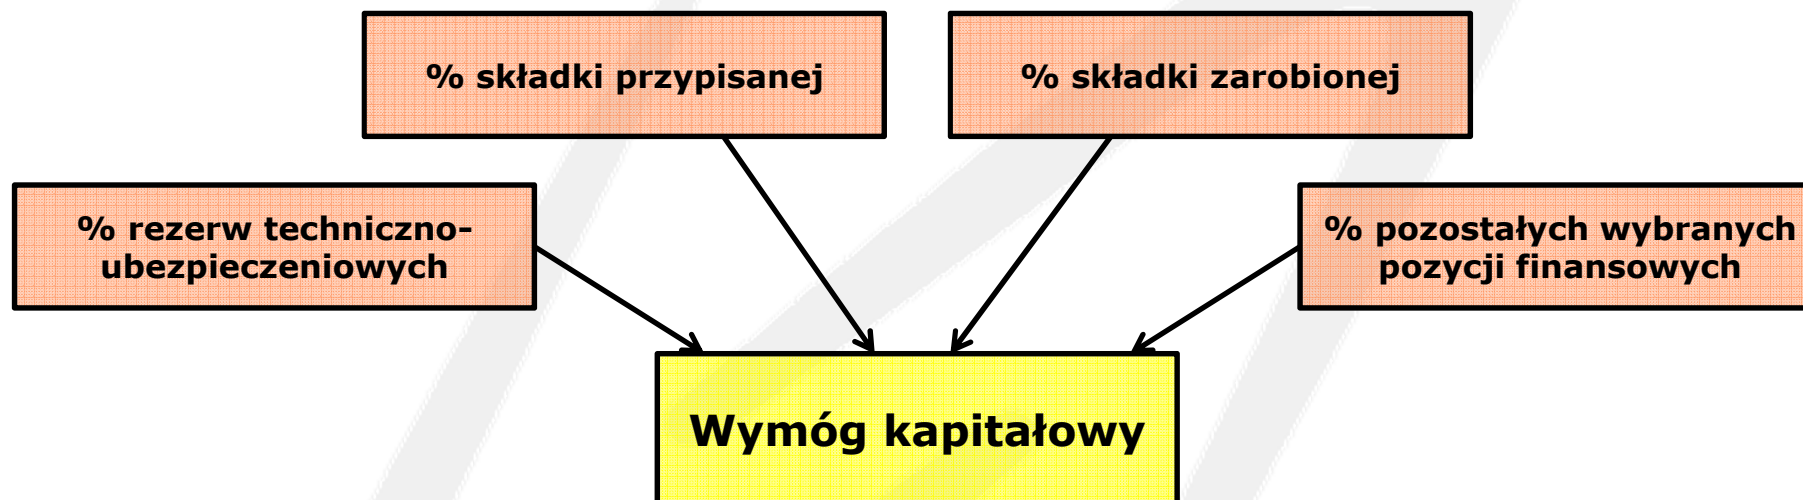 % składki przypisanej
% składki zarobionej
% rezerw techniczno-
ubezpieczeniowych
% pozostałych wybranych
pozycji finansowych
Wymóg kapitałowy